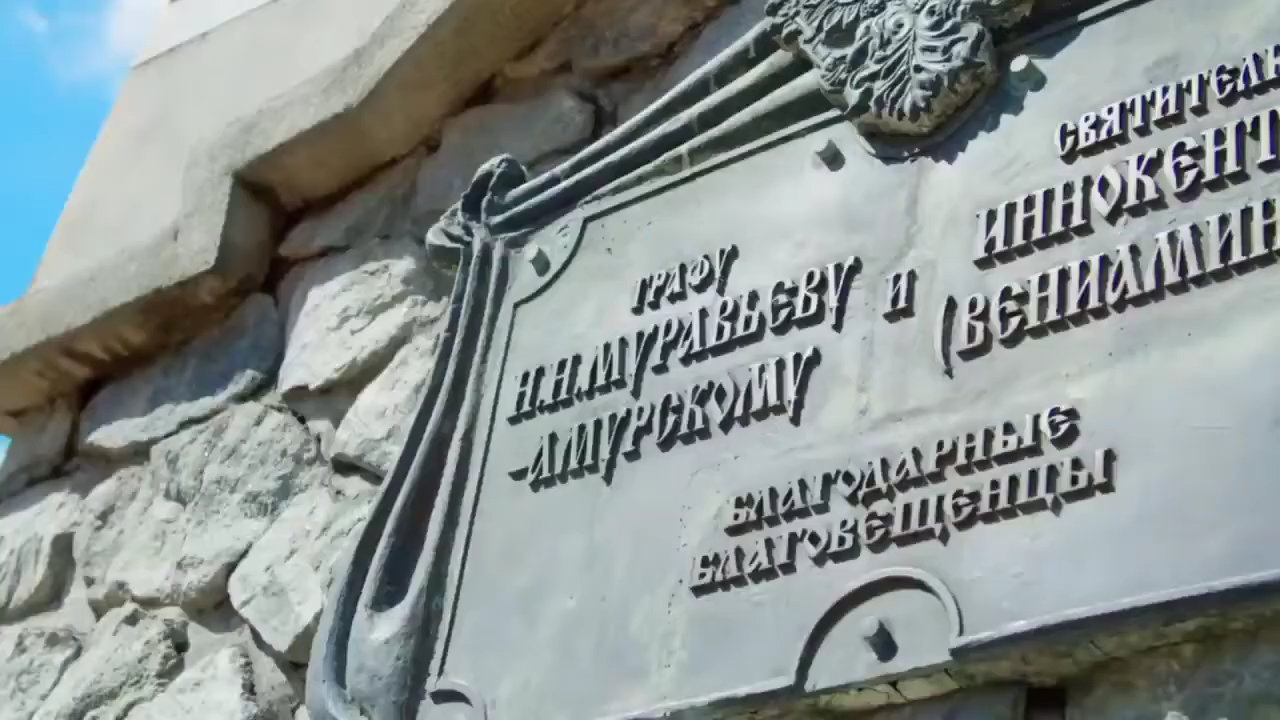 ГРАФУ
Н.Н.МУРАВЬЕВУ И
-АМУРСКОМУ
СВЯТИТЕЛ
ИННОКЕНТ
(ВЕНИАМИН
БЛАГОДАРНЫЕ
БЛАГОВЕЩЕНЦЫ